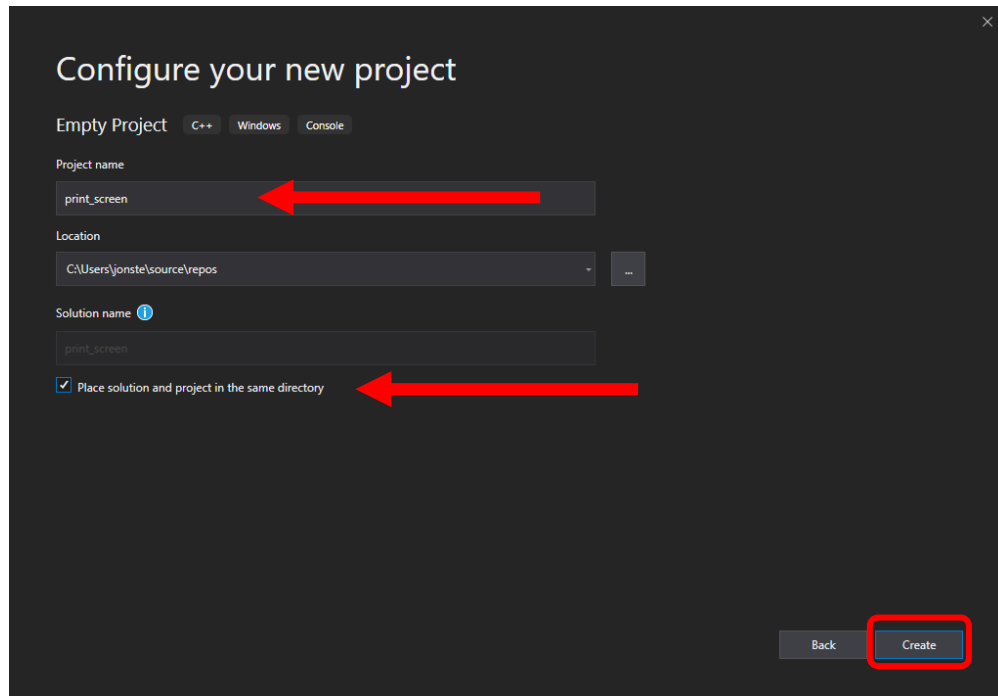 Configure your new project
Empty Project C++ Windows Console
Project name
print_screen
Location
C:\Users\jonste\source\repos
...
Solution name
print_screen
Place solution and project in the same directory
Back Create